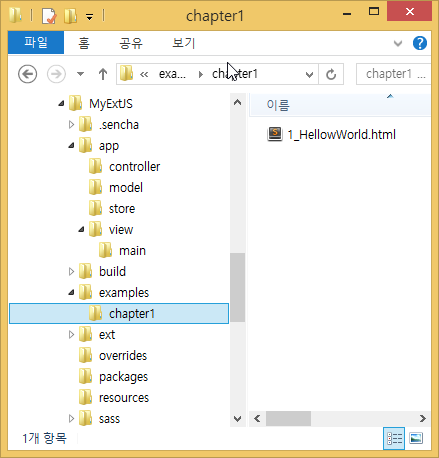 chapter1
파일 홈 공유 보기
« exa... chapter1 chapter1 ...
MyExtJS
.sencha
app
controller
model
store
view
main
build
examples
chapter1
ext
overrides
packages
resources
sass
이름
1_HellowWorld.html
1개 항목